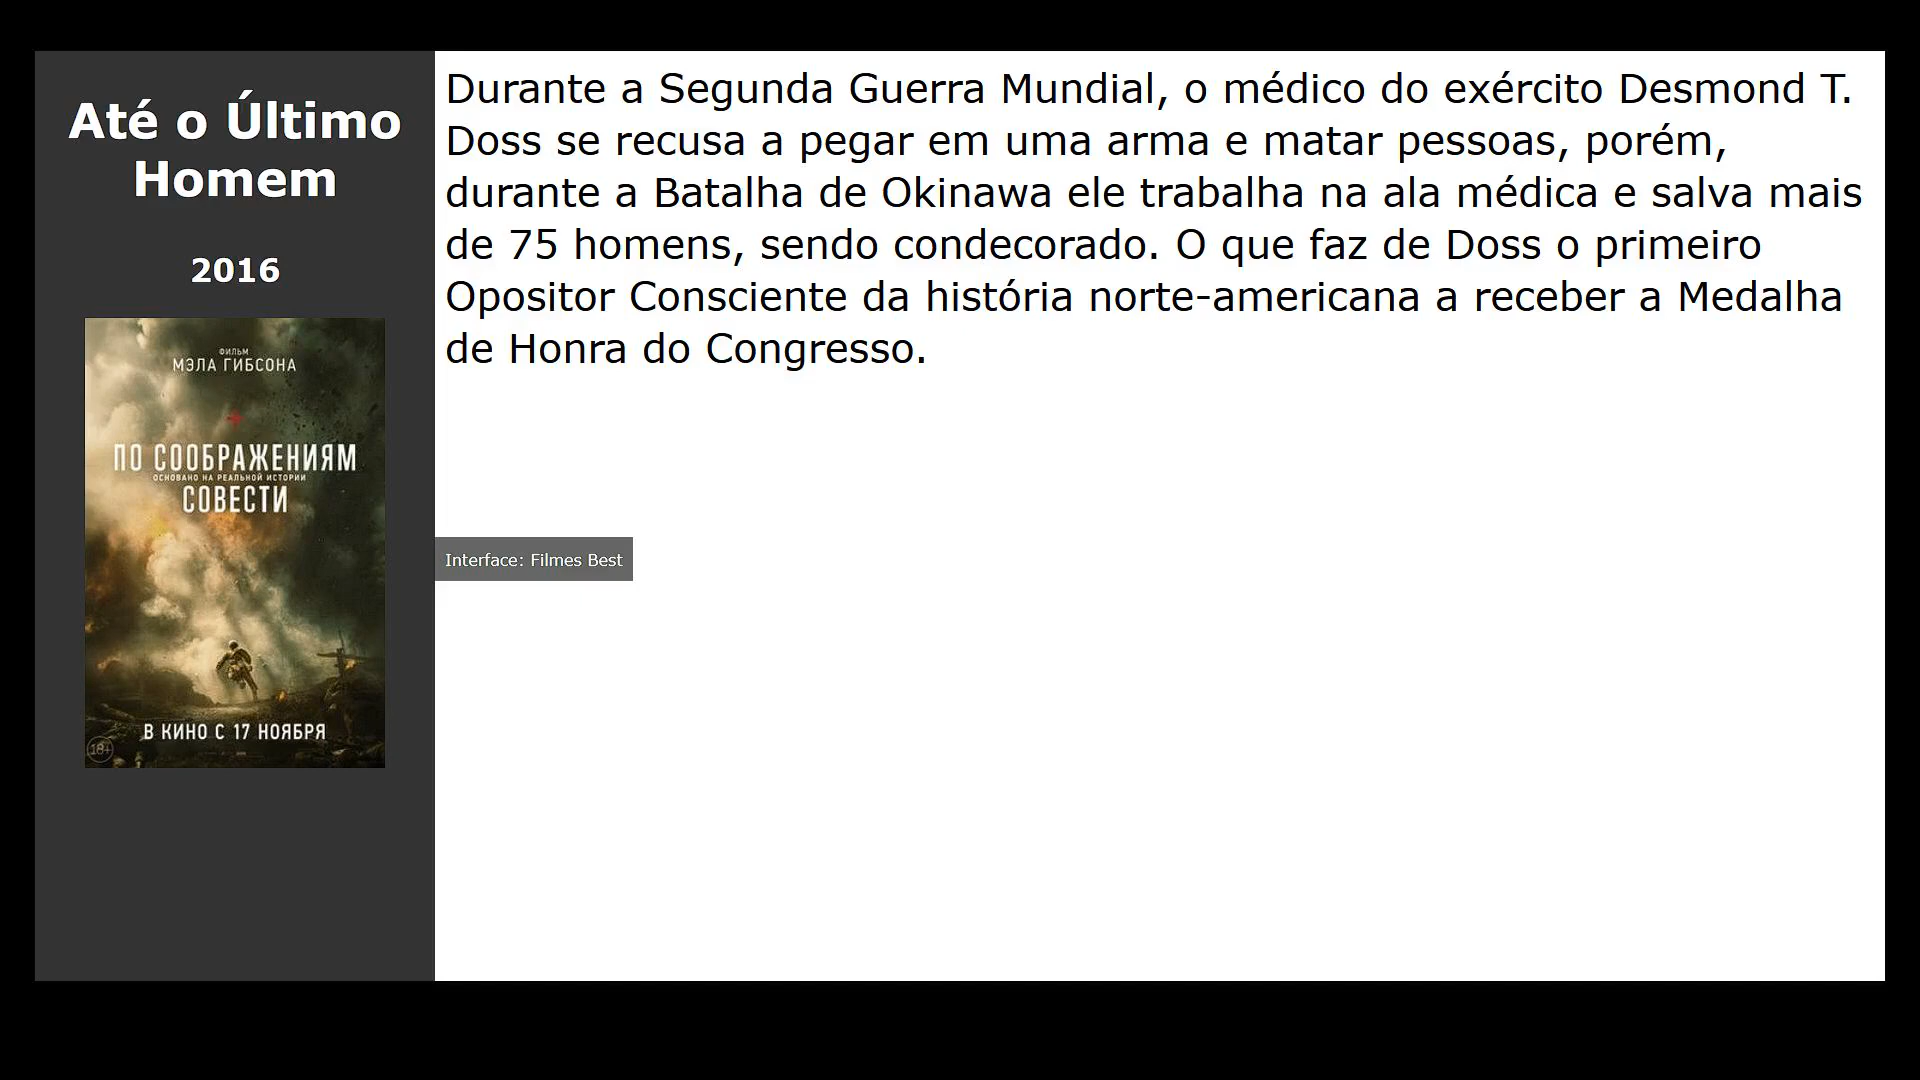 Até o Último
Homem
2016
ФИЛЬМ
МЭЛА ГИБСОНА
ПО СООБРАЖЕНИЯМ
ОСНОВАНО НА РЕАЛЬНОЙ ИСТОРИИ
СОВЕСТИ
В КИНО С 17 НОЯБРЯ
18+
Durante a Segunda Guerra Mundial, o médico do exército Desmond T.
Doss se recusa a pegar em uma arma e matar pessoas, porém,
durante a Batalha de Okinawa ele trabalha na ala médica e salva mais
de 75 homens, sendo condecorado. O que faz de Doss o primeiro
Opositor Consciente da história norte-americana a receber a Medalha
de Honra do Congresso.
Interface: Filmes Best